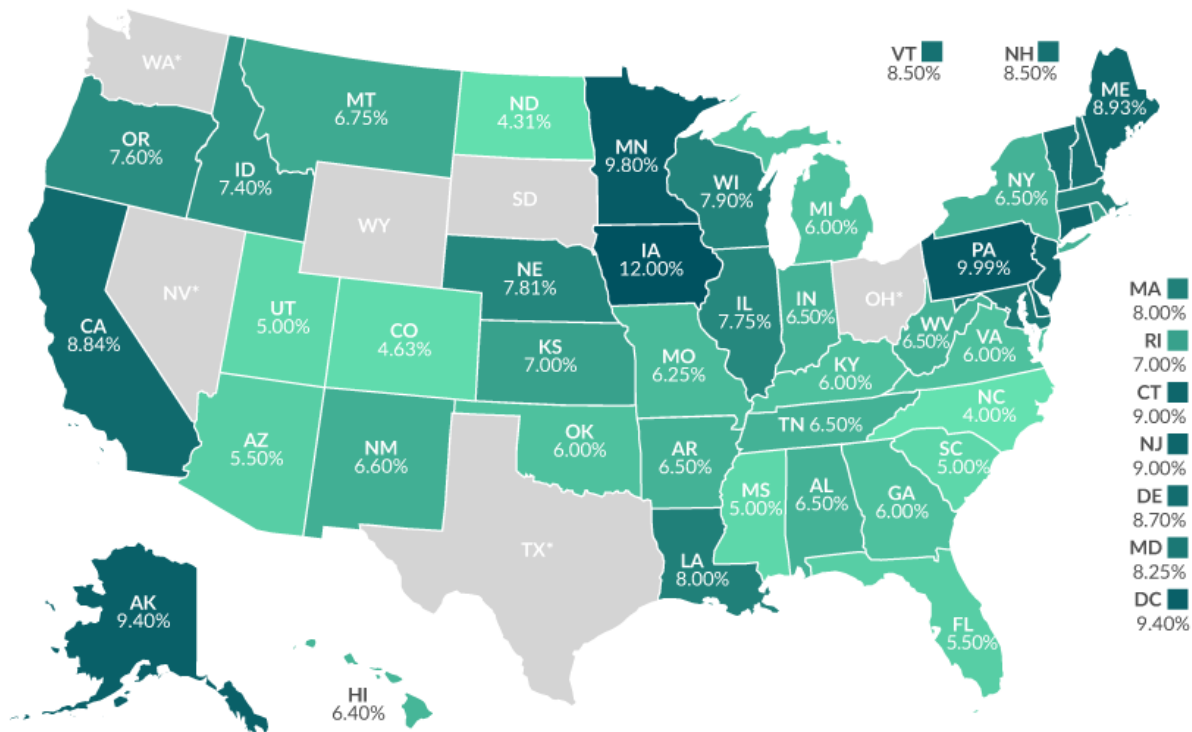 VT
8.50%
NH
8.50%
WA*
MT
6.75%
ND
4.31%
MN
9.80%
ME
8.93%
OR
7.60%
ID
7.40%
WY
SD
WI
7.90%
MI
6.00%
NY
6.50%
NV*
UT
5.00%
CO
4.63%
NE
7.81%
IA
12.00%
IL
7.75%
IN
6.50%
OH*
PA
9.99%
CA
8.84%
KS
7.00%
MO
6.25%
KY
6.00%
WV
6.50%
VA
6.00%
AZ
5.50%
NM
6.60%
OK
6.00%
AR
6.50%
TN 6.50%
NC
4.00%
SC
5.00%
MS
5.00%
AL
6.50%
GA
6.00%
TX*
LA
8.00%
FL
5.50%
AK
9.40%
HI
6.40%
MA
8.00%
RI
7.00%
CT
9.00%
NJ
9.00%
DE
8.70%
MD
8.25%
DC
9.40%